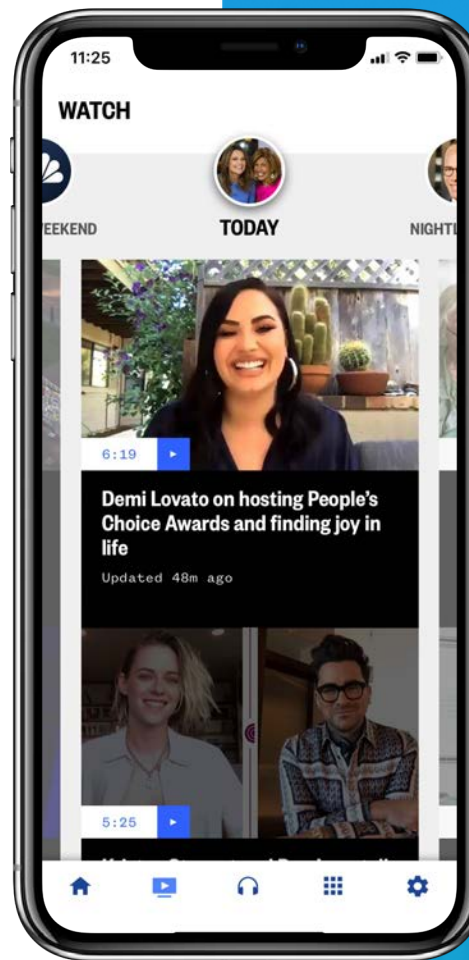 11:25
WATCH
EEKEND
TODAY
NIGHTL
6:19
Demi Lovato on hosting People’s
Choice Awards and finding joy in
life
Updated 48m ago
5:25